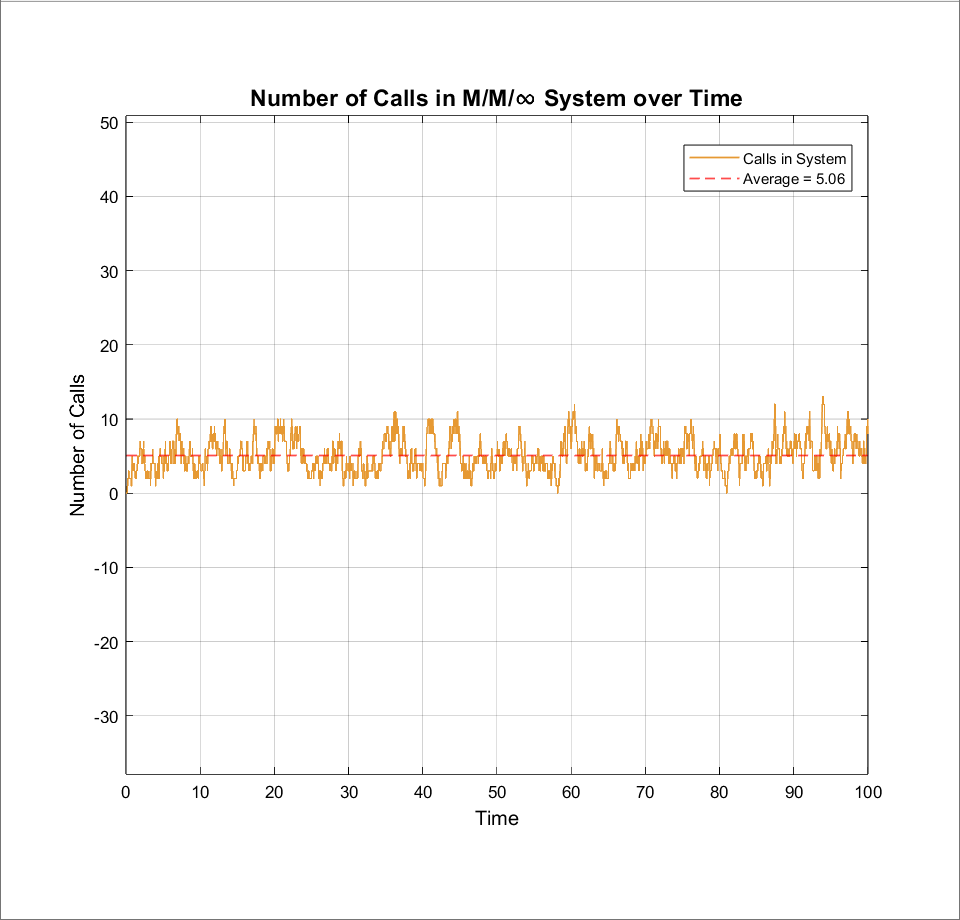 Number of Calls in M/M/∞ System over Time
Calls in System
Average = 5.06
50
40
30
20
10
0
-10
-20
-30
Number of Calls
0 10 20 30 40 50 60 70 80 90 100
Time